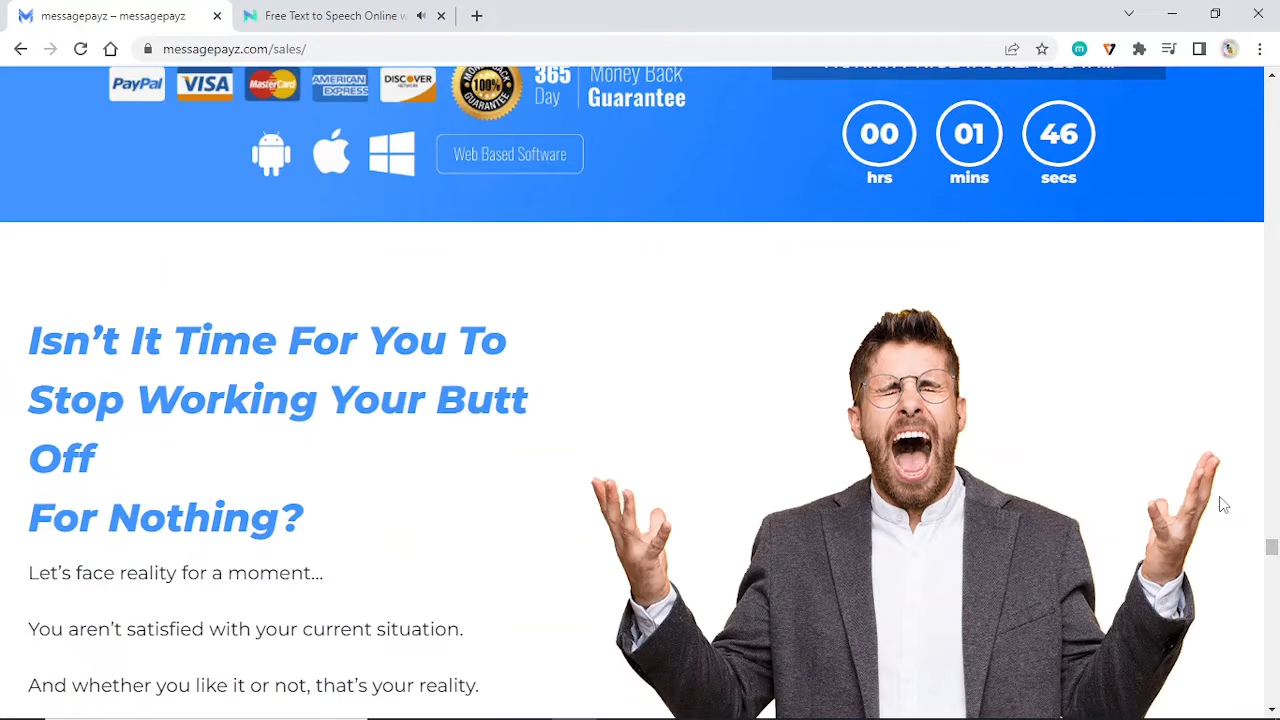 messagepayz – messagepayz
Free Text to Speech Online
messagepayz.com/sales/
m
PayPal VISA MasterCard AMERICAN EXPRESS DISCOVER 100% GUARANTEE 365 Day Money Back Guarantee
Web Based Software
00 01 46
hrs mins secs
Isn’t It Time For You To
Stop Working Your Butt
Off
For Nothing?
Let’s face reality for a moment...
You aren’t satisfied with your current situation.
And whether you like it or not, that’s your reality.